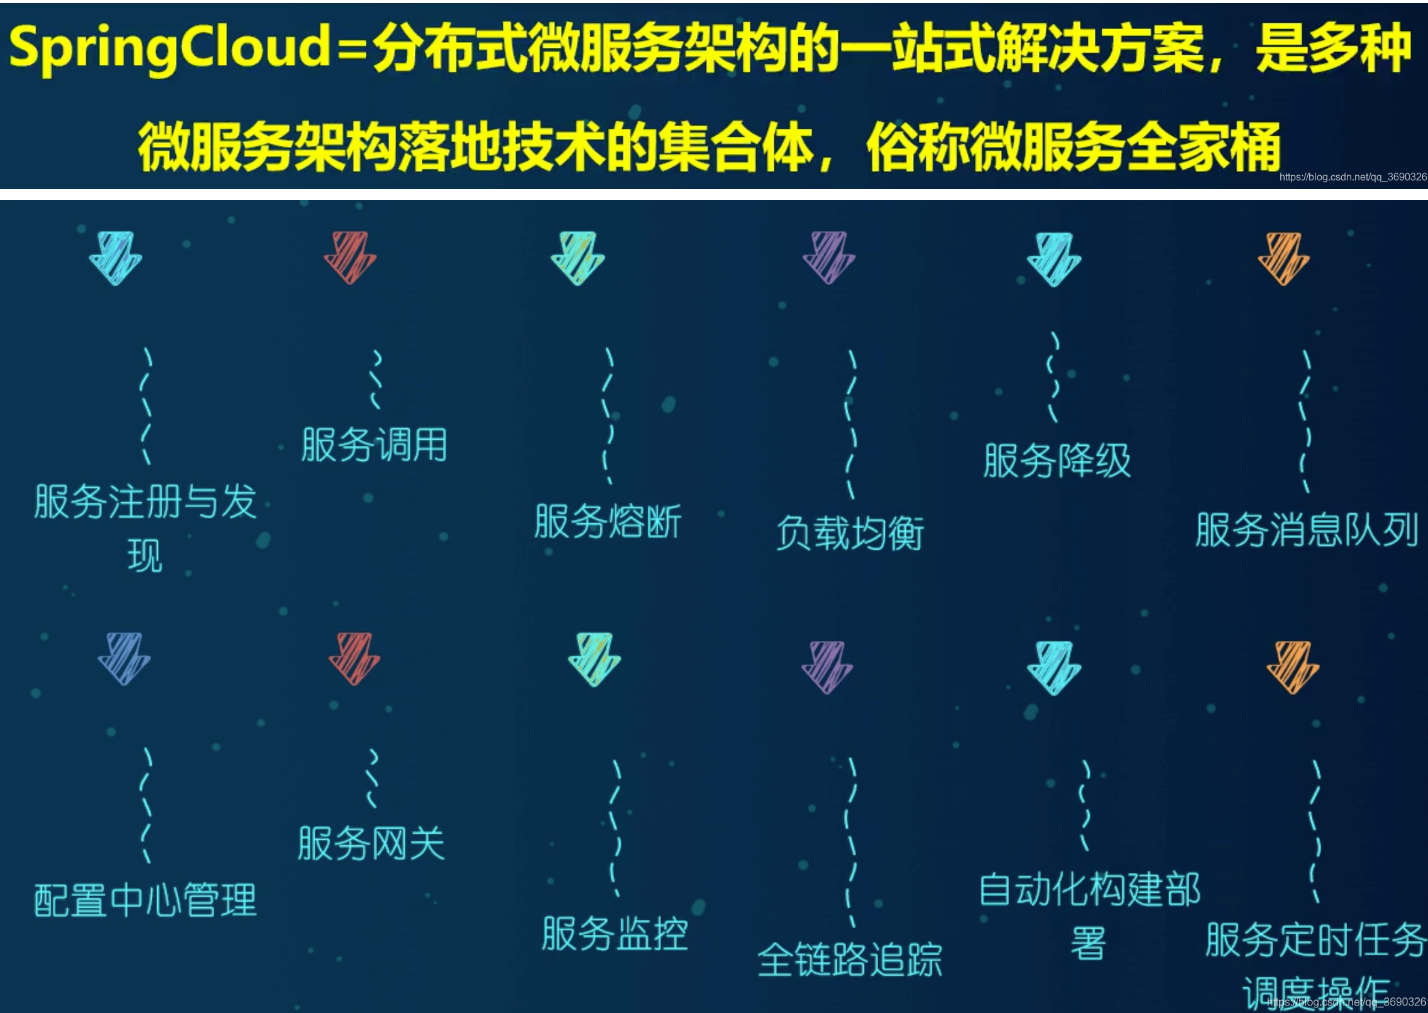 SpringCloud=分布式微服务架构的一站式解决方案，是多种
微服务架构落地技术的集合体，俗称微服务全家桶
https://blog.csdn.net/qq_3690326
服务注册与发
现
服务调用
服务熔断
负载均衡
服务降级
服务消息队列
配置中心管理
服务网关
服务监控
全链路追踪
自动化构建部
署
服务定时任务
调度操作
https://blog.csdn.net/qq_3690326